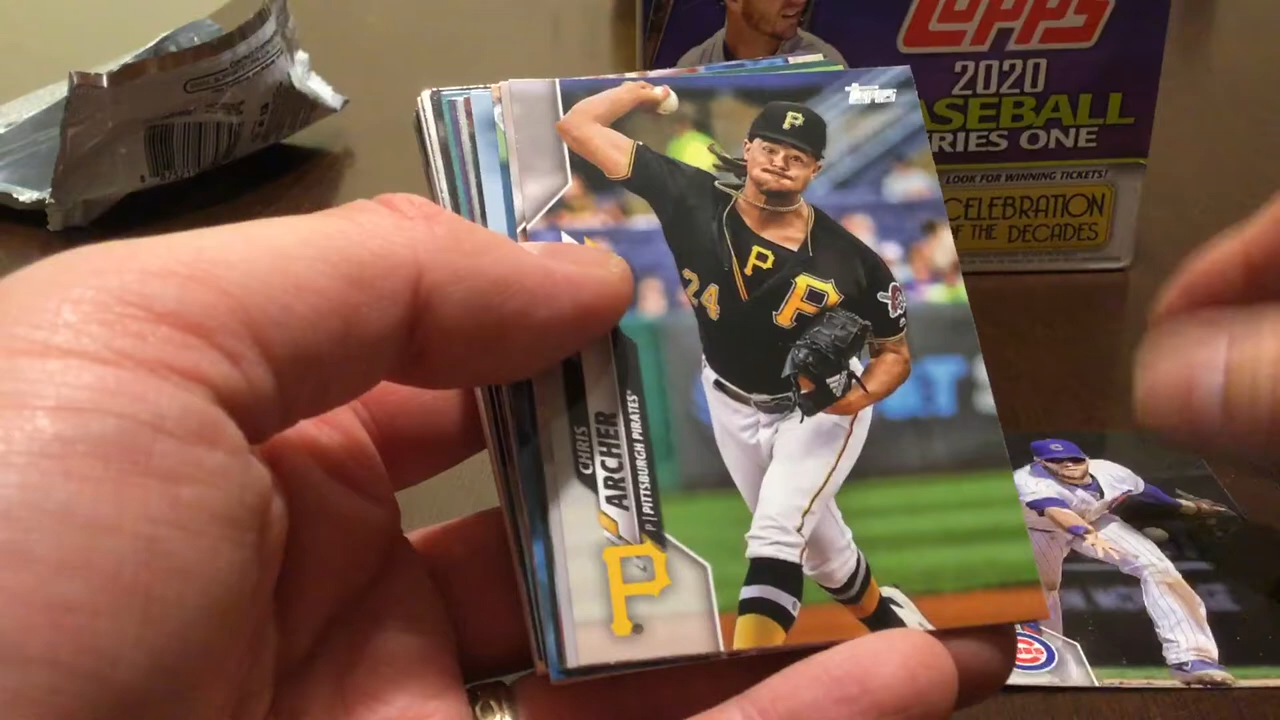 Topps
2020
BASEBALL
SERIES ONE
LOOK FOR WINNING TICKETS!
CELEBRATION
OF THE DECADES
Topps
P
P
24
P
CHRIS
ARCHER
P | PITTSBURGH PIRATES
P
C